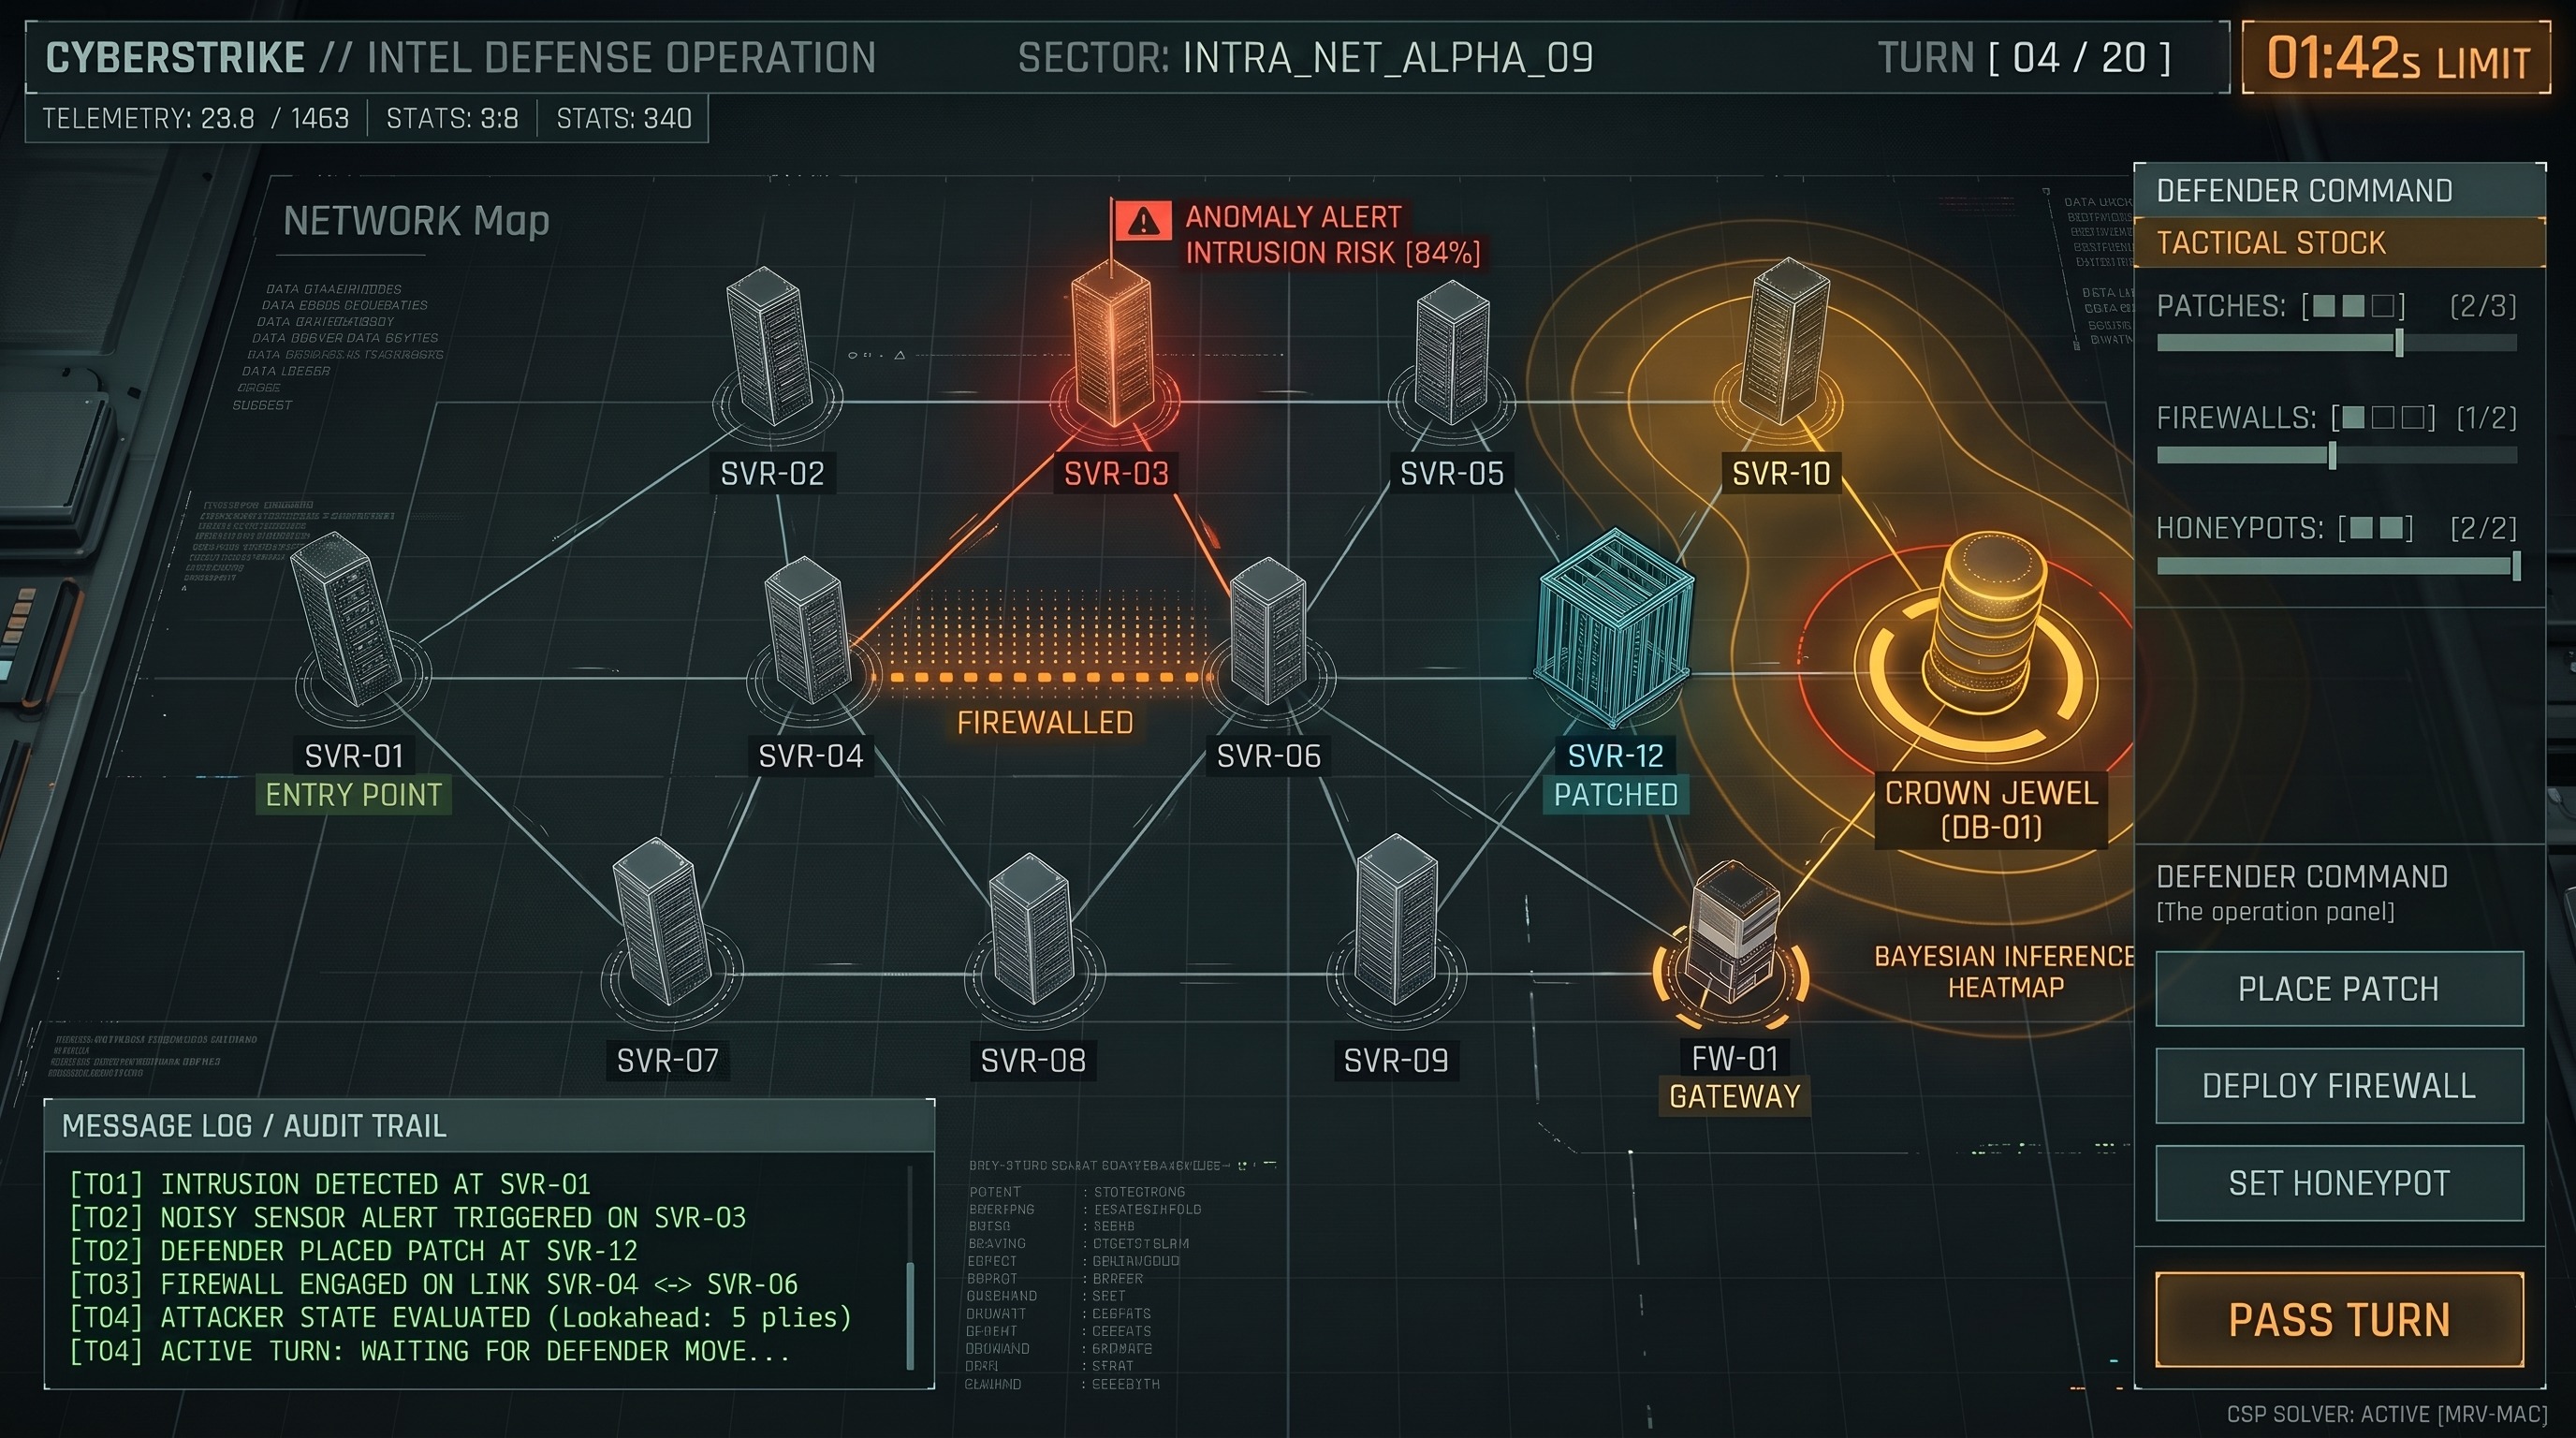 CYBERSTRIKE // INTEL DEFENSE OPERATION
SECTOR: INTRA_NET_ALPHA_09
TURN [ 04 / 20 ]
01:42s LIMIT
TELEMETRY: 23.8 / 1463
STATS: 3:8
STATS: 340
NETWORK Map
ANOMALY ALERT
INTRUSION RISK [84%]
SVR-02
SVR-03
SVR-05
SVR-10
FIREWALLED
SVR-01
ENTRY POINT
SVR-04
SVR-06
SVR-12
PATCHED
CROWN JEWEL
(DB-01)
SVR-07
SVR-08
SVR-09
FW-01
GATEWAY
BAYESIAN INFERENCE
HEATMAP
DEFENDER COMMAND
TACTICAL STOCK
PATCHES: [■■□] (2/3)
FIREWALLS: [■□□] (1/2)
HONEYPOTS: [■■] [2/2]
DEFENDER COMMAND
[The operation panel]
PLACE PATCH
DEPLOY FIREWALL
SET HONEYPOT
PASS TURN
MESSAGE LOG / AUDIT TRAIL
[T01] INTRUSION DETECTED AT SVR-01
[T02] NOISY SENSOR ALERT TRIGGERED ON SVR-03
[T02] DEFENDER PLACED PATCH AT SVR-12
[T03] FIREWALL ENGAGED ON LINK SVR-04 <-> SVR-06
[T04] ATTACKER STATE EVALUATED (Lookahead: 5 plies)
[T04] ACTIVE TURN: WAITING FOR DEFENDER MOVE...
CSP SOLVER: ACTIVE [MRV-MAC]